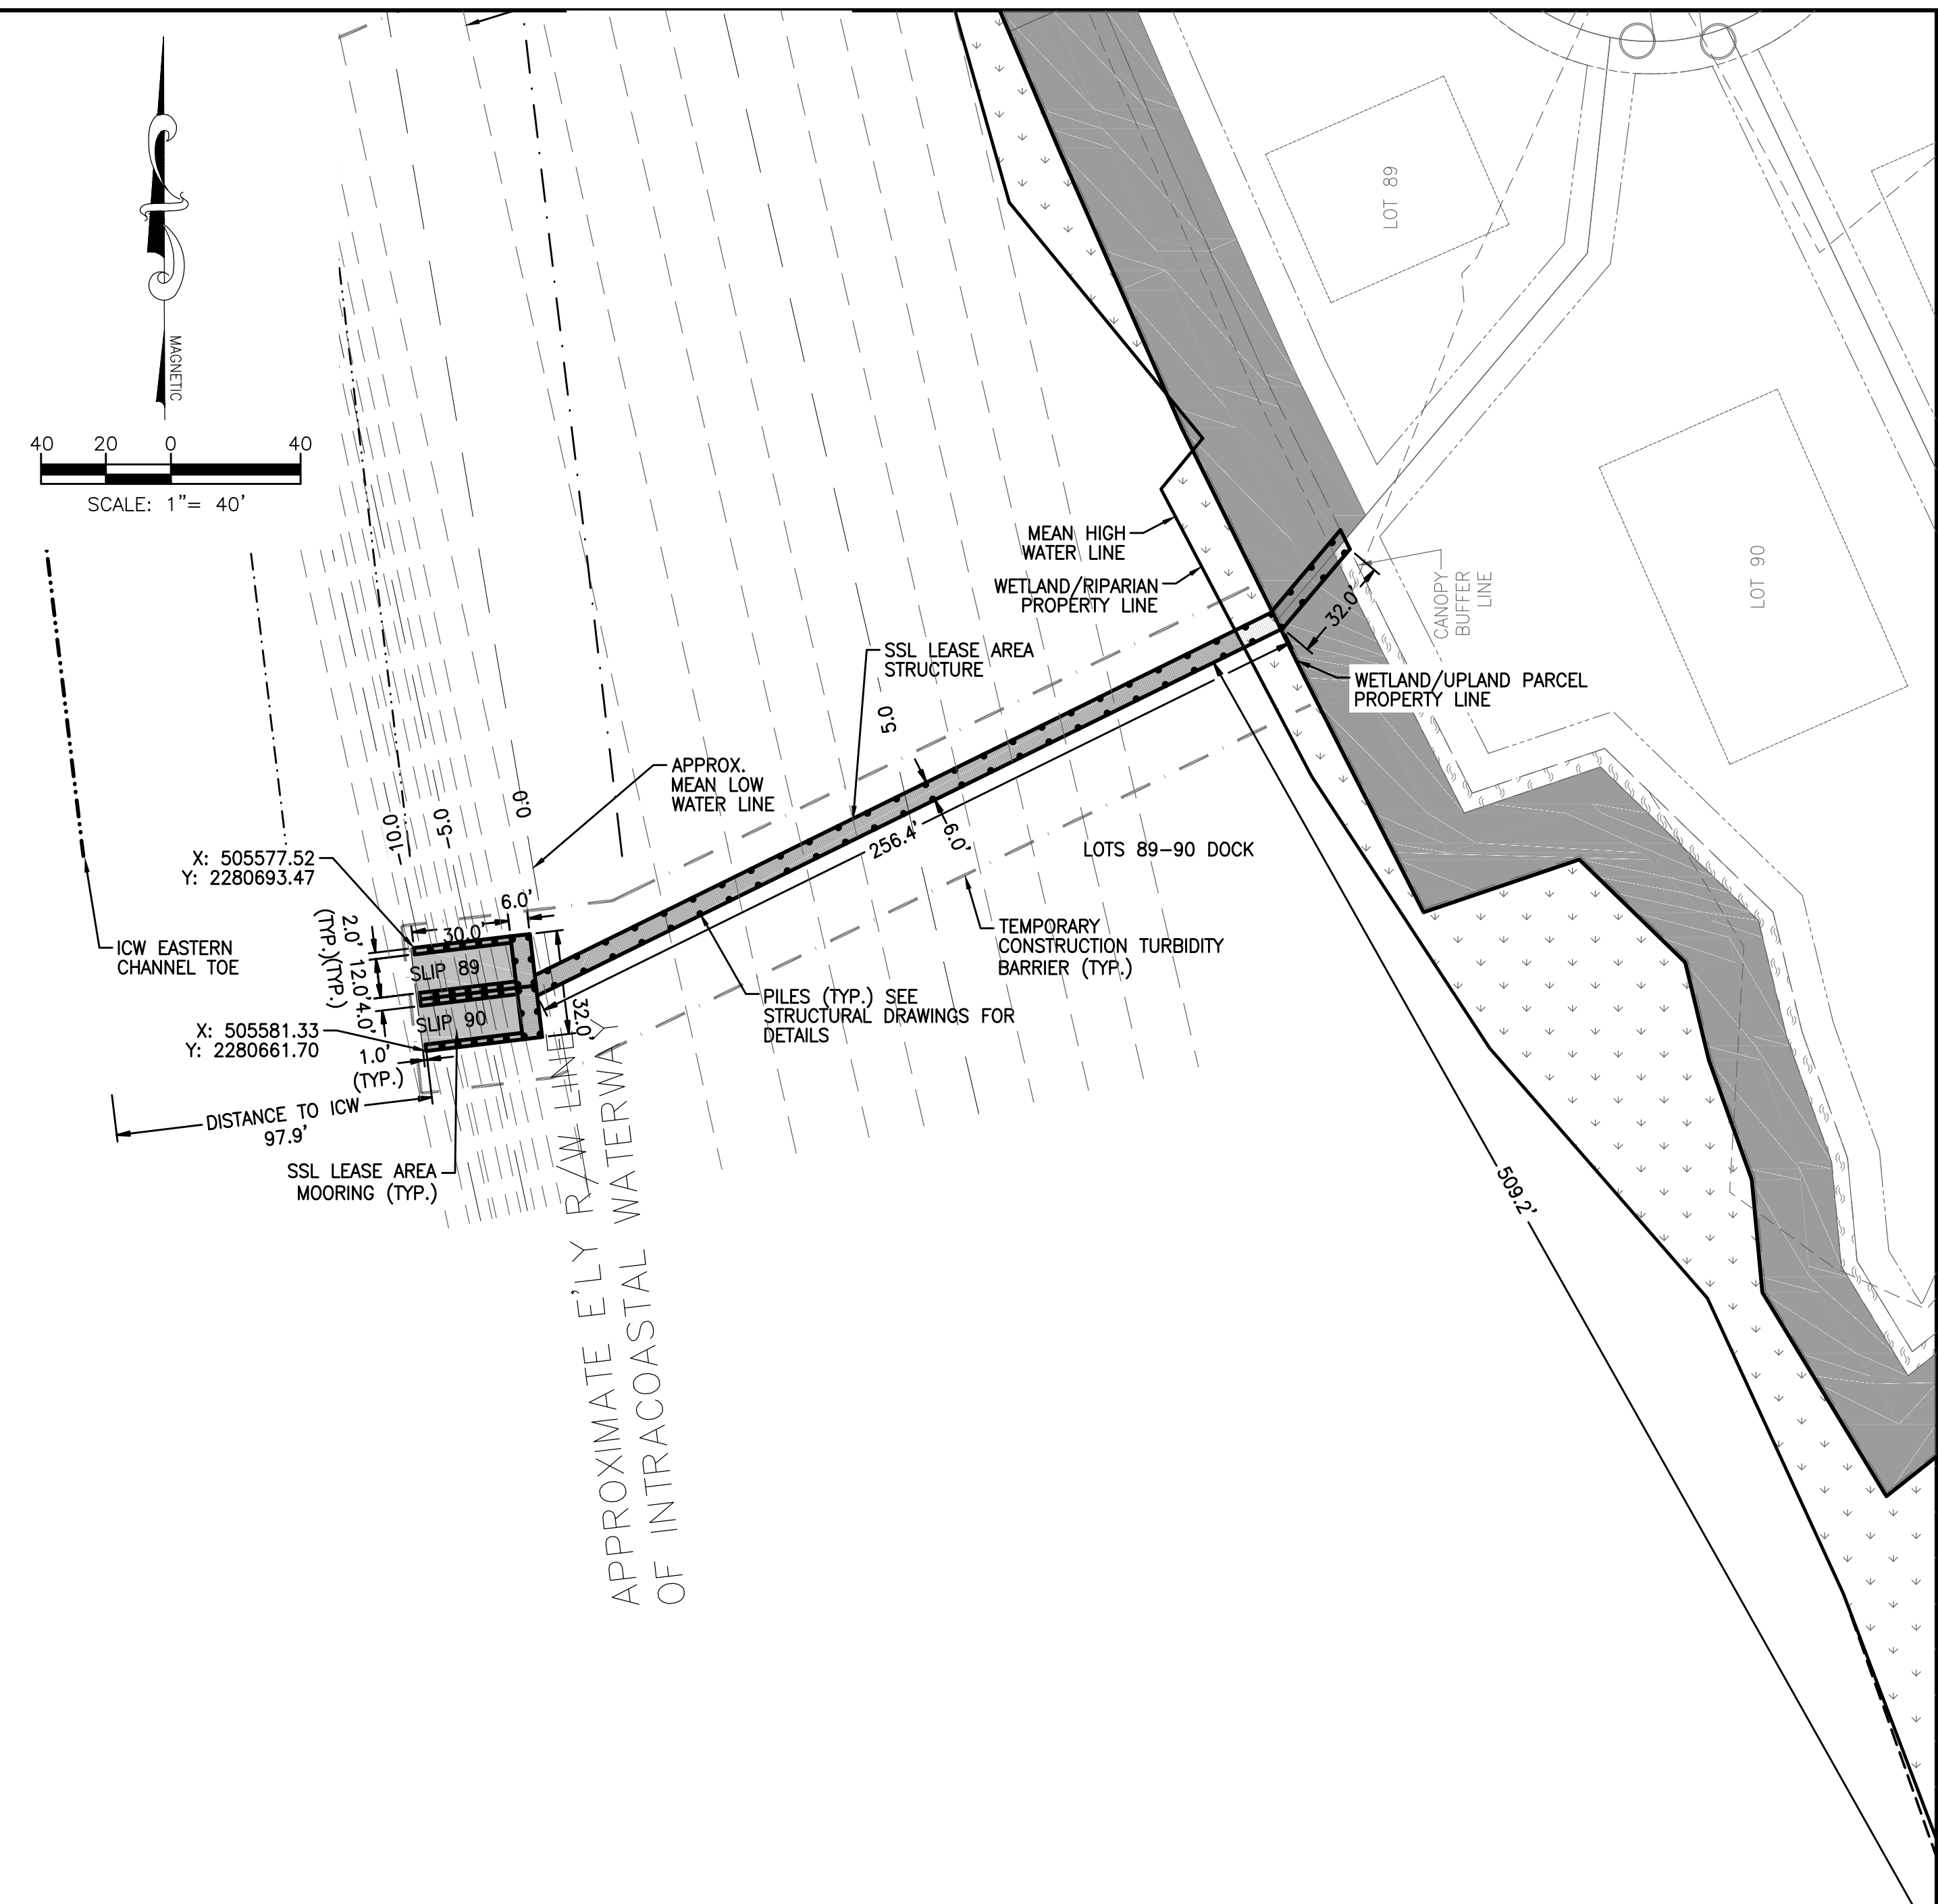 MAGNETIC
40 20 0 40
SCALE: 1"= 40'
LOT 89
LOT 90
MEAN HIGH
WATER LINE
WETLAND/RIPARIAN
PROPERTY LINE
CANOPY
BUFFER
LINE
32.0'
SSL LEASE AREA
STRUCTURE
WETLAND/UPLAND PARCEL
PROPERTY LINE
5.0
APPROX.
MEAN LOW
WATER LINE
0.0
-5.0
-10.0
256.4'
6.0'
LOTS 89-90 DOCK
X: 505577.52
Y: 2280693.47
6.0'
30.0'
2.0'
(TYP.)
12.0'
(TYP.)
4.0'
SLIP 89
SLIP 90
ICW EASTERN
CHANNEL TOE
TEMPORARY
CONSTRUCTION TURBIDITY
BARRIER (TYP.)
PILES (TYP.) SEE
STRUCTURAL DRAWINGS FOR
DETAILS
32.0'
X: 505581.33
Y: 2280661.70
1.0'
(TYP.)
DISTANCE TO ICW
97.9'
SSL LEASE AREA
MOORING (TYP.)
APPROXIMATE E'LY R/W LINE
OF INTRACOASTAL WATERWAY
509.2'